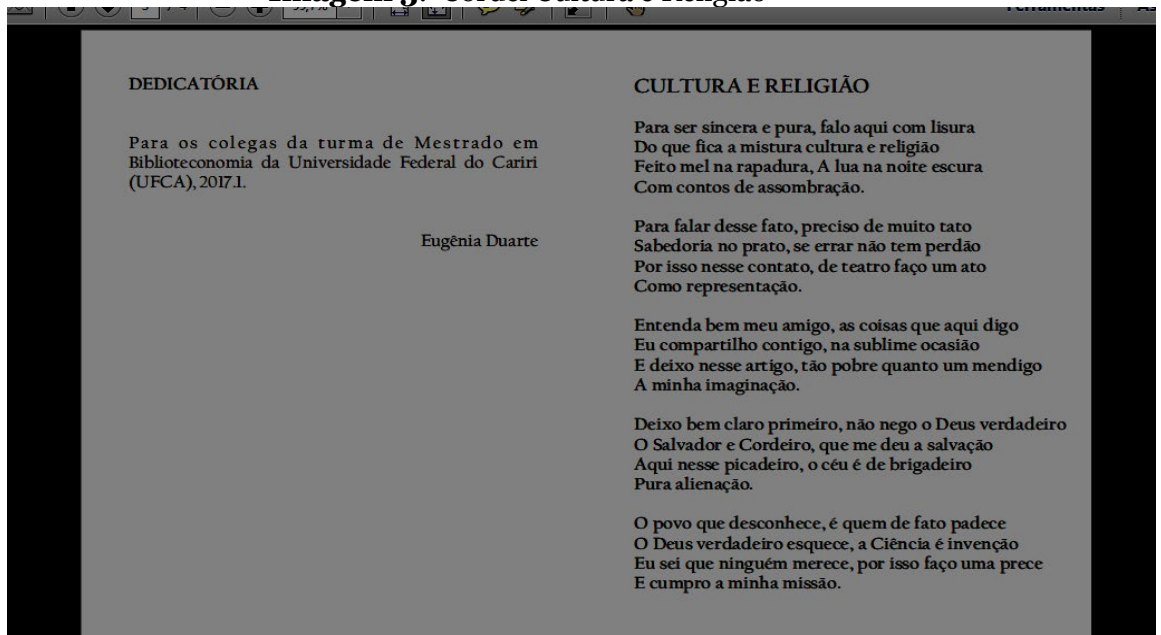 Cordel Cultura e Religião
Ferramentas
DEDICATÓRIA
Para os colegas da turma de Mestrado em
Biblioteconomia da Universidade Federal do Cariri
(UFCA), 2017.1.
Eugênia Duarte
CULTURA E RELIGIÃO
Para ser sincera e pura, falo aqui com lisura
Do que fica a mistura cultura e religião
Feito mel na rapadura, A lua na noite escura
Com contos de assombração.
Para falar desse fato, preciso de muito tato
Sabedoria no prato, se errar não tem perdão
Por isso nesse contato, de teatro faço um ato
Como representação.
Entenda bem meu amigo, as coisas que aqui digo
Eu compartilho contigo, na sublime ocasião
E deixo nesse artigo, tão pobre quanto um mendigo
A minha imaginação.
Deixo bem claro primeiro, não nego o Deus verdadeiro
O Salvador e Cordeiro, que me deu a salvação
Aqui nesse picadeiro, o céu é de brigadeiro
Pura alienação.
O povo que desconhece, é quem de fato padece
O Deus verdadeiro esquece, a Ciência é invenção
Eu sei que ninguém merece, por isso faço uma prece
E cumpro a minha missão.